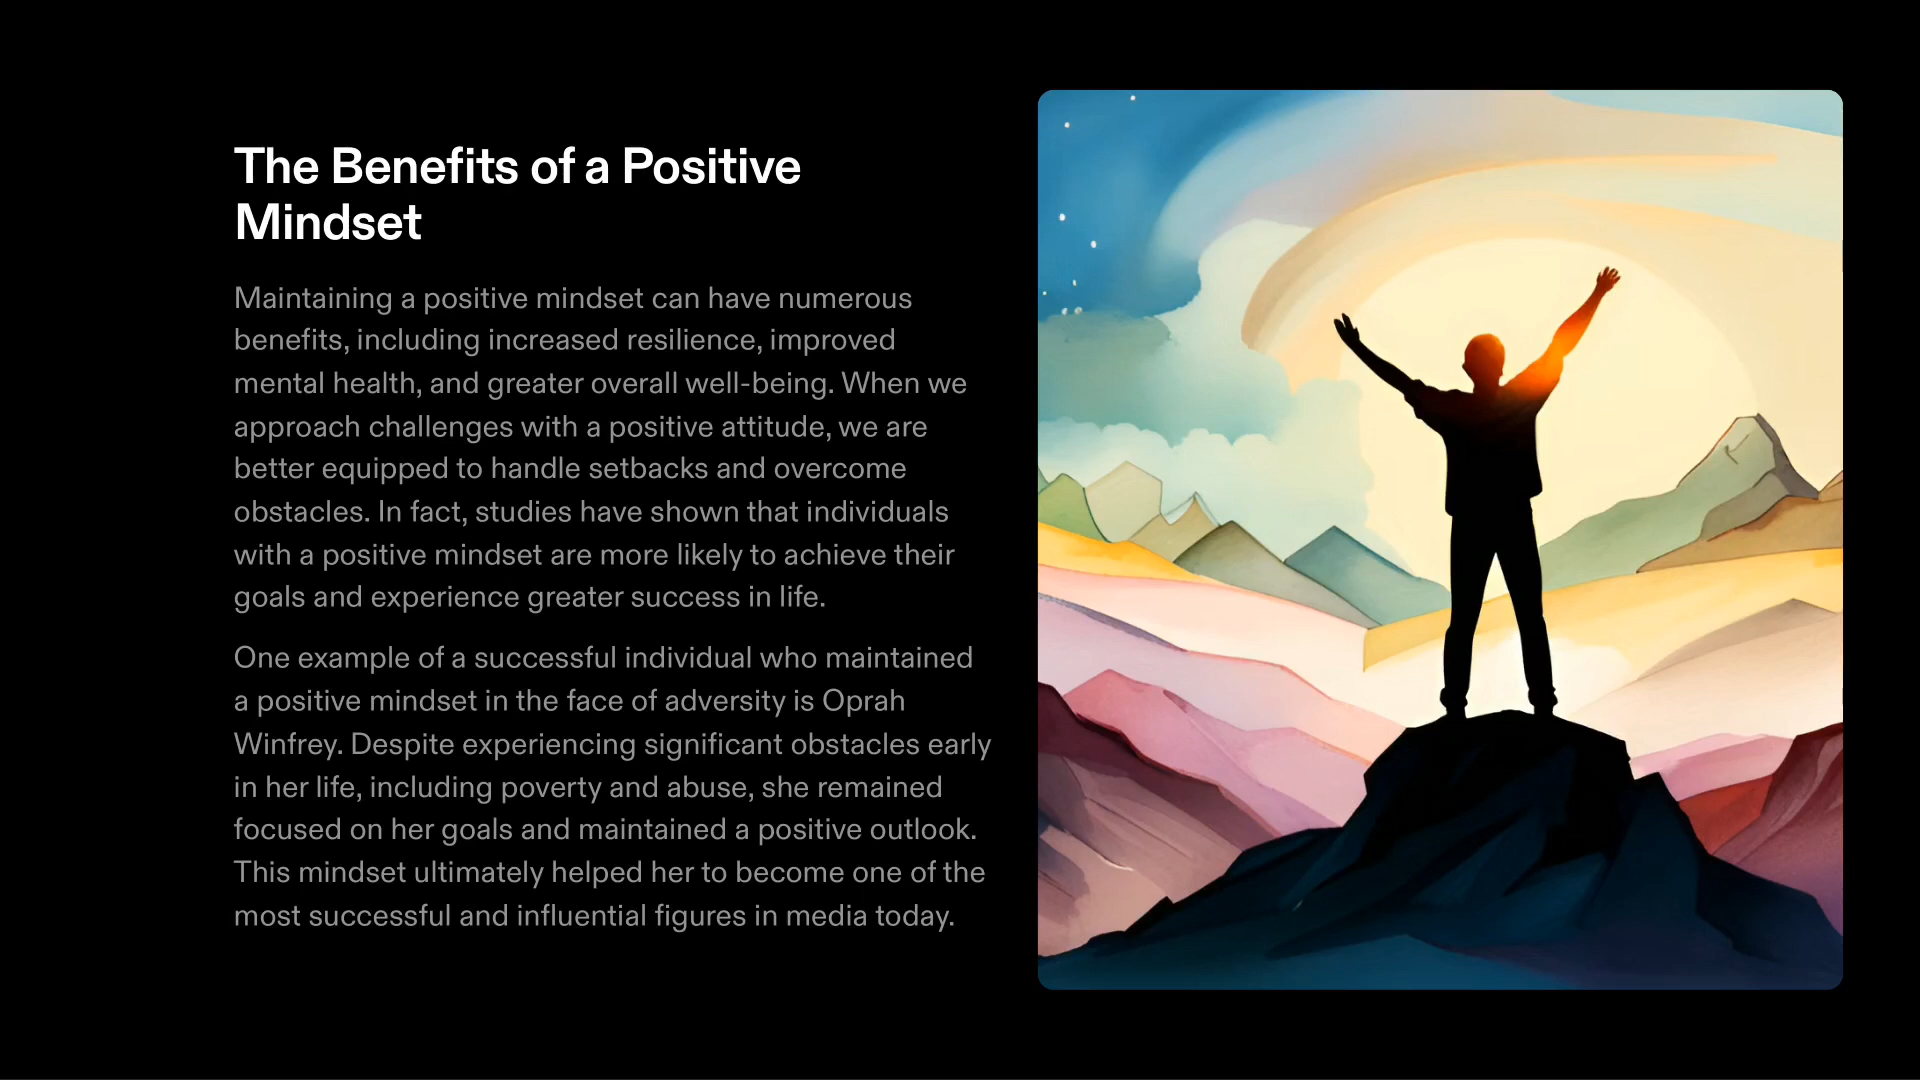 The Benefits of a Positive
Mindset
Maintaining a positive mindset can have numerous
benefits, including increased resilience, improved
mental health, and greater overall well-being. When we
approach challenges with a positive attitude, we are
better equipped to handle setbacks and overcome
obstacles. In fact, studies have shown that individuals
with a positive mindset are more likely to achieve their
goals and experience greater success in life.
One example of a successful individual who maintained
a positive mindset in the face of adversity is Oprah
Winfrey. Despite experiencing significant obstacles early
in her life, including poverty and abuse, she remained
focused on her goals and maintained a positive outlook.
This mindset ultimately helped her to become one of the
most successful and influential figures in media today.